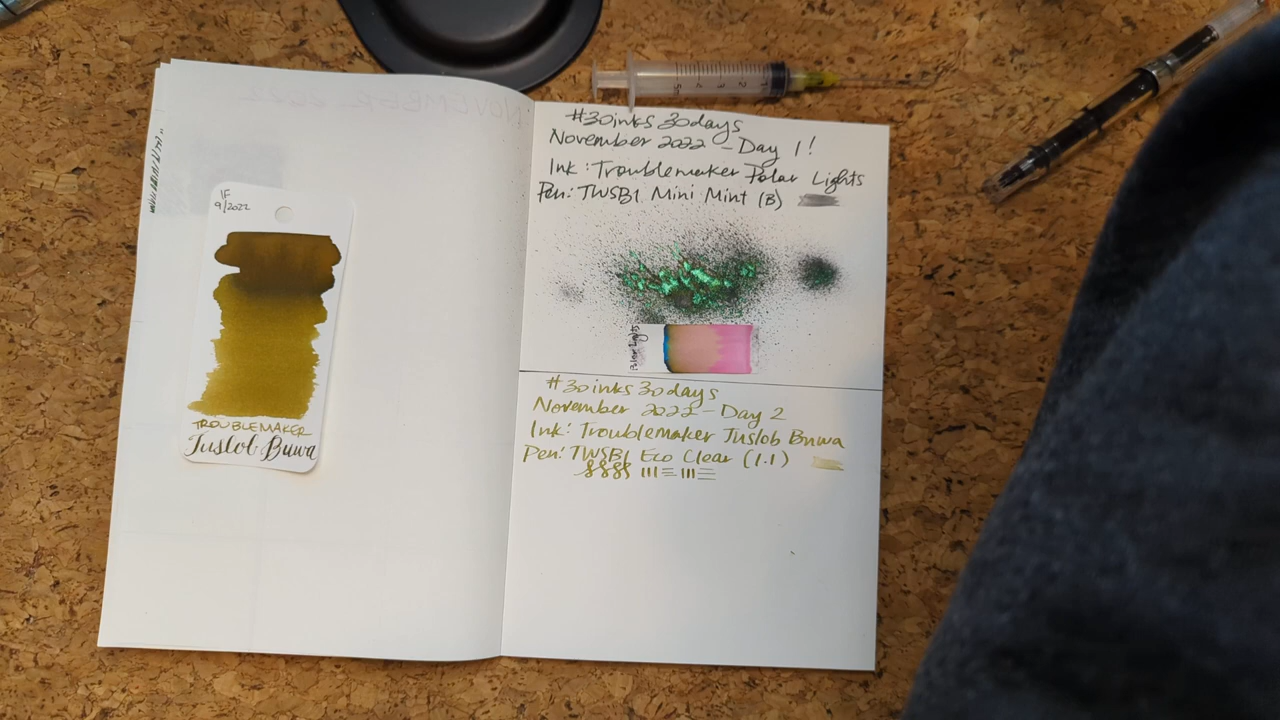 IF
9/2022
TROUBLEMAKER
Tuslob Buwa
#30inks30days
November 2022 - Day 1!
Ink: Troublemaker Polar Lights
Pen: TWSBI Mini Mint (B)
Polar Lights
#30inks30days
November 2022 - Day 2
Ink: Troublemaker Tuslob Buwa
Pen: TWSBI Eco Clear (1.1)